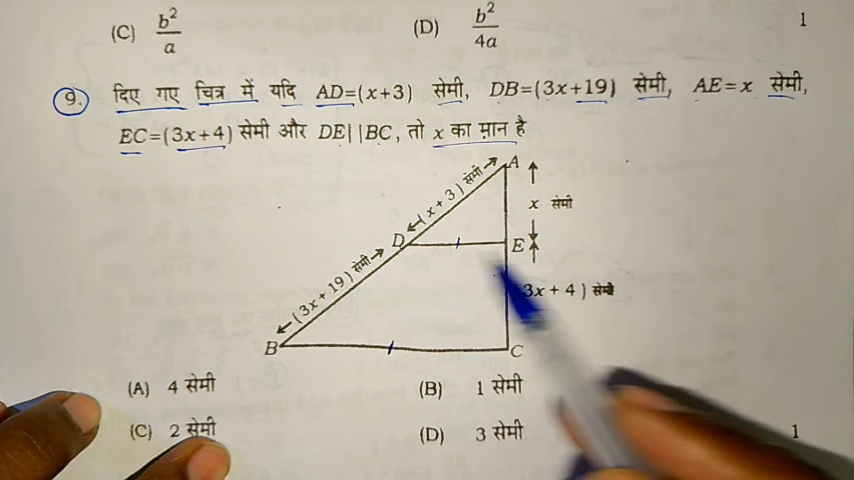 (C) b²/a (D) b²/4a 1
9. दिए गए चित्र में यदि AD=(x+3) सेमी, DB=(3x+19) सेमी, AE=x सेमी,
EC=(3x+4) सेमी और DE||BC, तो x का मान है
A
(x+3) सेमी
x सेमी
D
E
(3x+19) सेमी
3x+4) सेमी
B
C
(A) 4 सेमी (B) 1 सेमी
(C) 2 सेमी (D) 3 सेमी 1